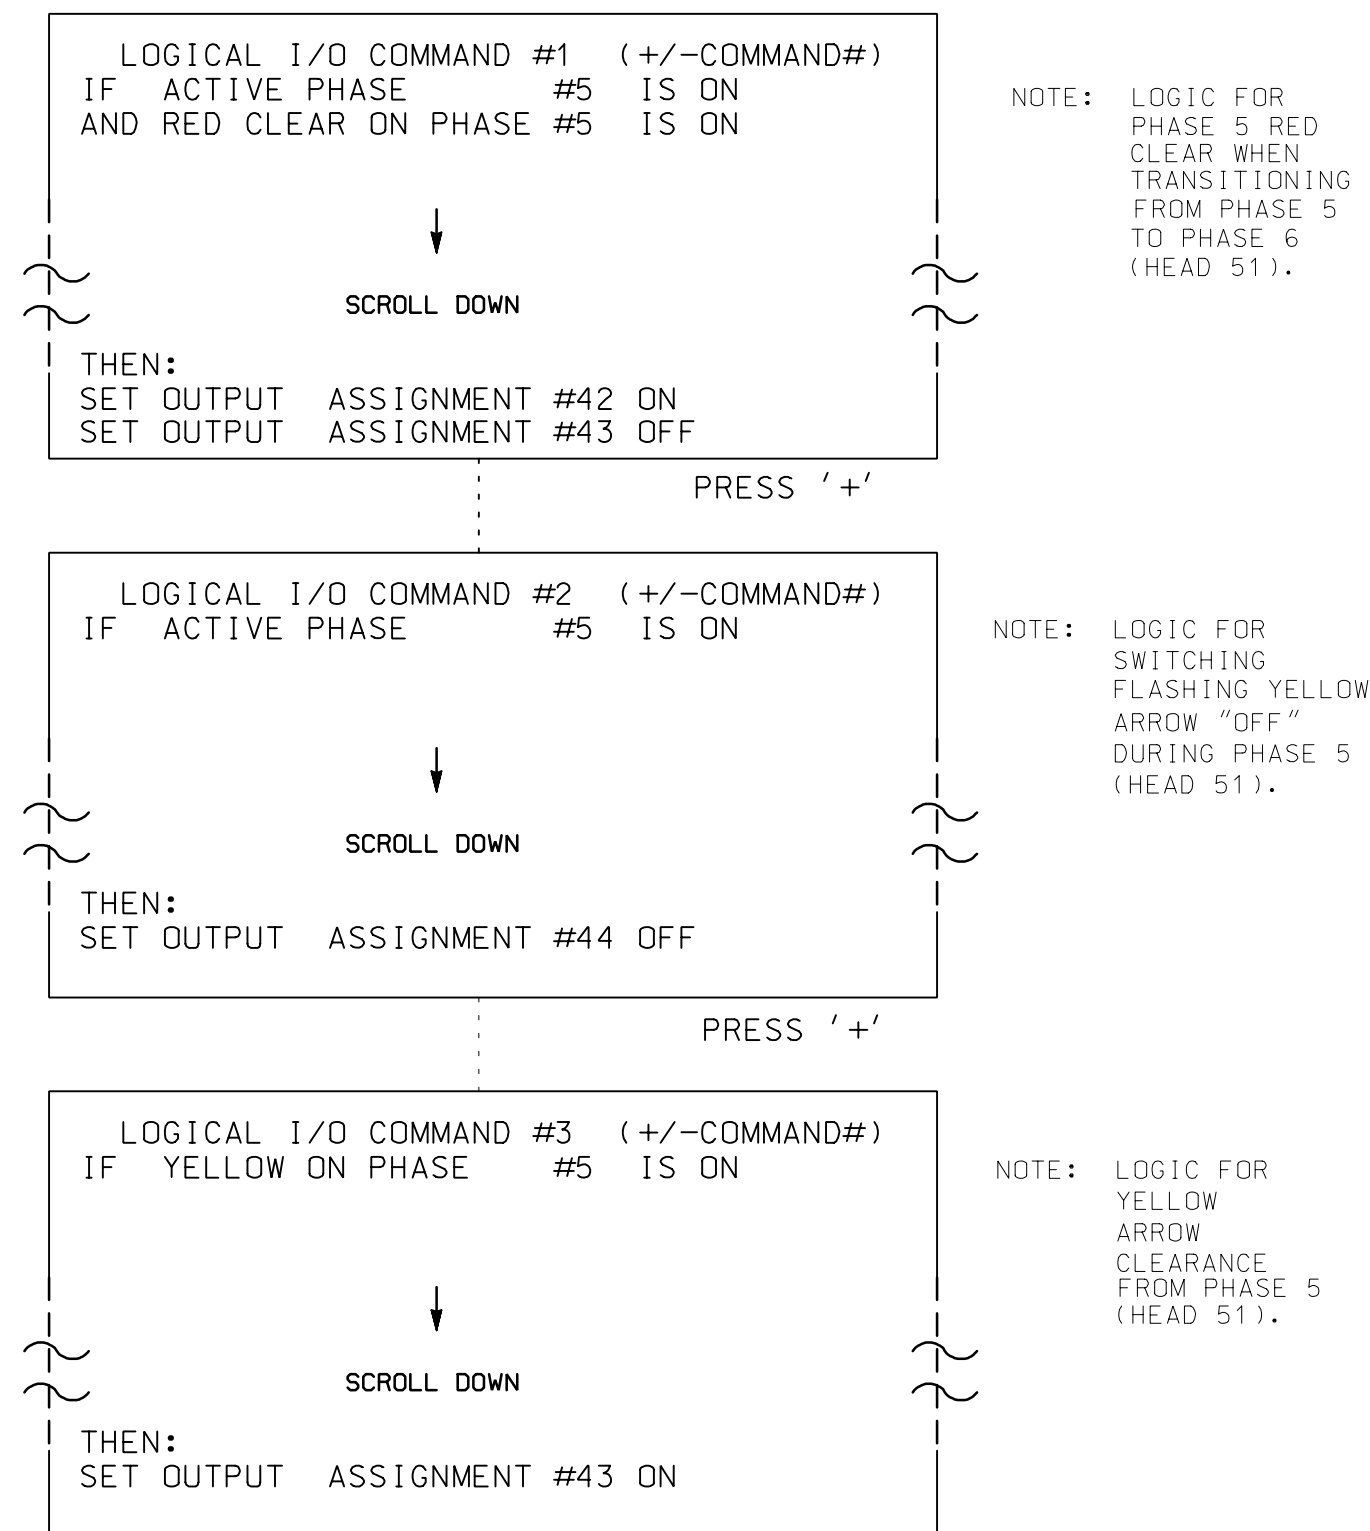 LOGICAL I/O COMMAND #1 (+/-COMMAND#)
IF ACTIVE PHASE #5 IS ON
AND RED CLEAR ON PHASE #5 IS ON
SCROLL DOWN
THEN:
SET OUTPUT ASSIGNMENT #42 ON
SET OUTPUT ASSIGNMENT #43 OFF
NOTE: LOGIC FOR
PHASE 5 RED
CLEAR WHEN
TRANSITIONING
FROM PHASE 5
TO PHASE 6
(HEAD 51).
PRESS '+'
LOGICAL I/O COMMAND #2 (+/-COMMAND#)
IF ACTIVE PHASE #5 IS ON
SCROLL DOWN
THEN:
SET OUTPUT ASSIGNMENT #44 OFF
NOTE: LOGIC FOR
SWITCHING
FLASHING YELLOW
ARROW "OFF"
DURING PHASE 5
(HEAD 51).
PRESS '+'
LOGICAL I/O COMMAND #3 (+/-COMMAND#)
IF YELLOW ON PHASE #5 IS ON
SCROLL DOWN
THEN:
SET OUTPUT ASSIGNMENT #43 ON
NOTE: LOGIC FOR
YELLOW
ARROW
CLEARANCE
FROM PHASE 5
(HEAD 51).